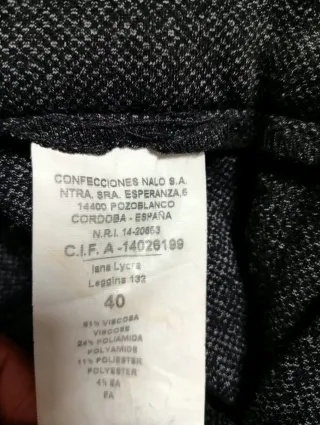 CONFECCIONES NALO S.A.
NTRA. SRA. ESPERANZA,6
14400 POZOBLANCO
CORDOBA - ESPAÑA
N.R.I. 14-20653
C.I.F. A -14026199
lana Lycra
Leggins 132
40
61% VISCOSA
VISCOSE
24% POLIAMIDA
POLYAMIDE
11% POLIESTER
POLYESTER
4% EA
EA